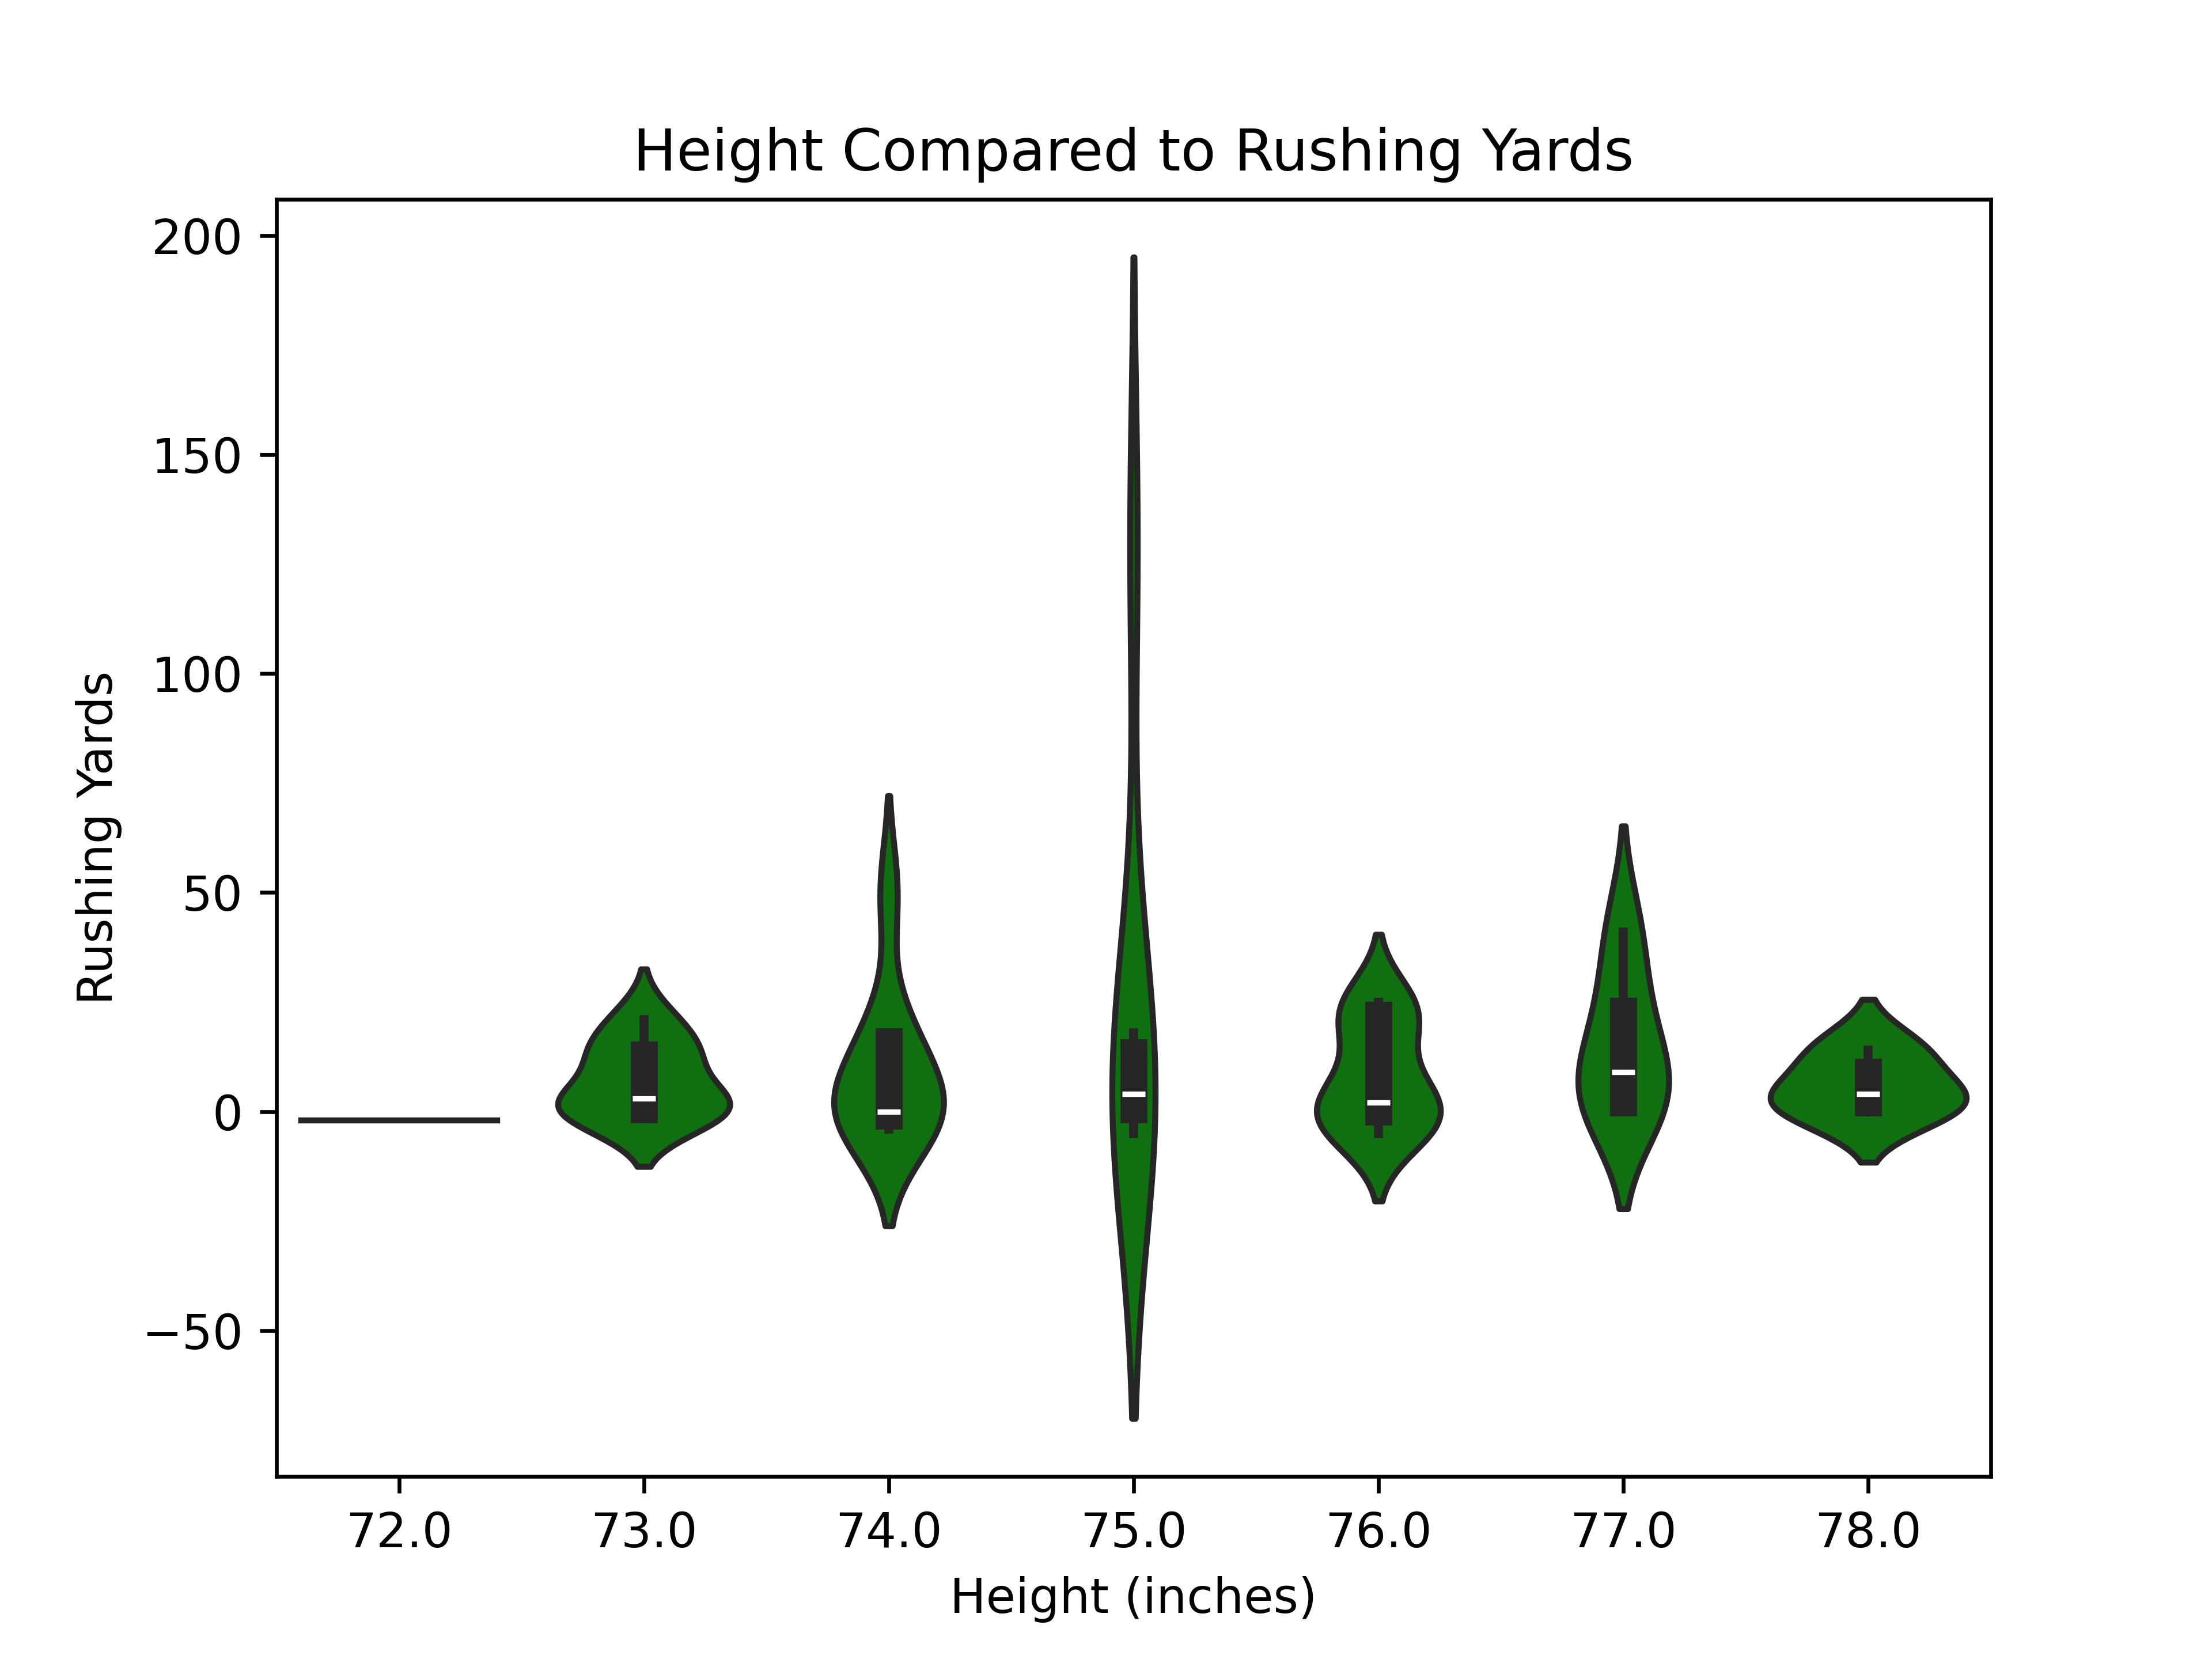 Height Compared to Rushing Yards
200
150
100
50
0
−50
Rushing Yards
72.0 73.0 74.0 75.0 76.0 77.0 78.0
Height (inches)